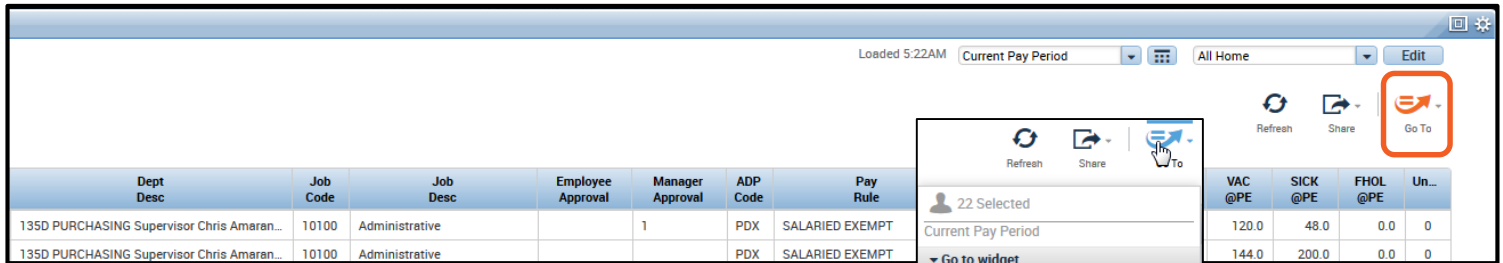 Loaded 5:22AM Current Pay Period All Home Edit
Refresh Share Go To
Refresh Share To
Dept Desc Job Code Job Desc Employee Approval Manager Approval ADP Code Pay Rule VAC @PE SICK @PE FHOL @PE Un...
22 Selected
135D PURCHASING Supervisor Chris Amaran... 10100 Administrative 1 PDX SALARIED EXEMPT 120.0 48.0 0.0 0
Current Pay Period
135D PURCHASING Supervisor Chris Amaran... 10100 Administrative PDX SALARIED EXEMPT 144.0 200.0 0.0 0
Go to widget